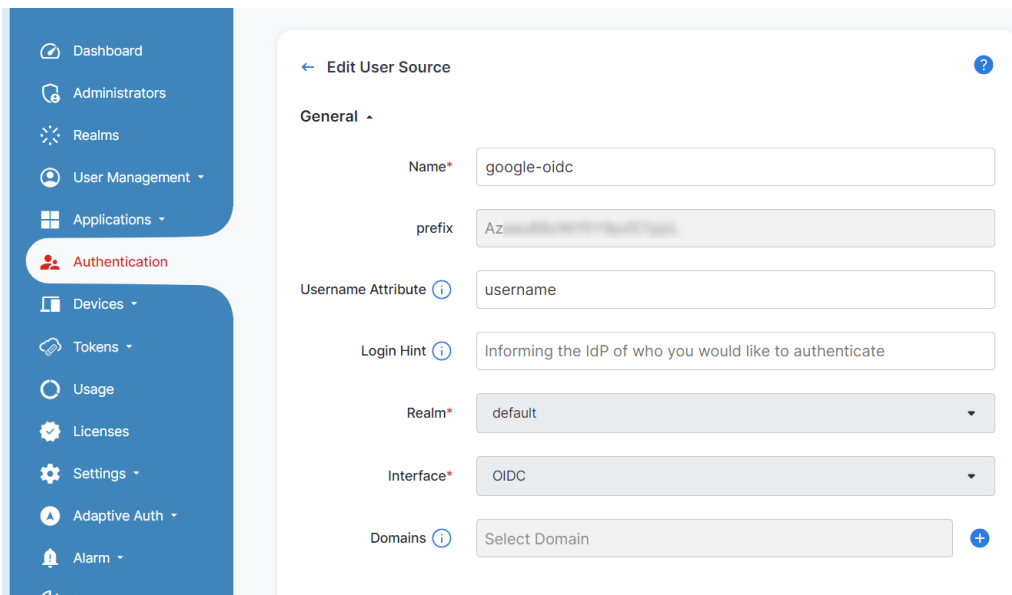 Dashboard
Administrators
Realms
User Management
Applications
Authentication
Devices
Tokens
Usage
Licenses
Settings
Adaptive Auth
Alarm
← Edit User Source
?
General
Name* google-oidc
prefix Az
Username Attribute i username
Login Hint i Informing the IdP of who you would like to authenticate
Realm* default
Interface* OIDC
Domains i Select Domain +